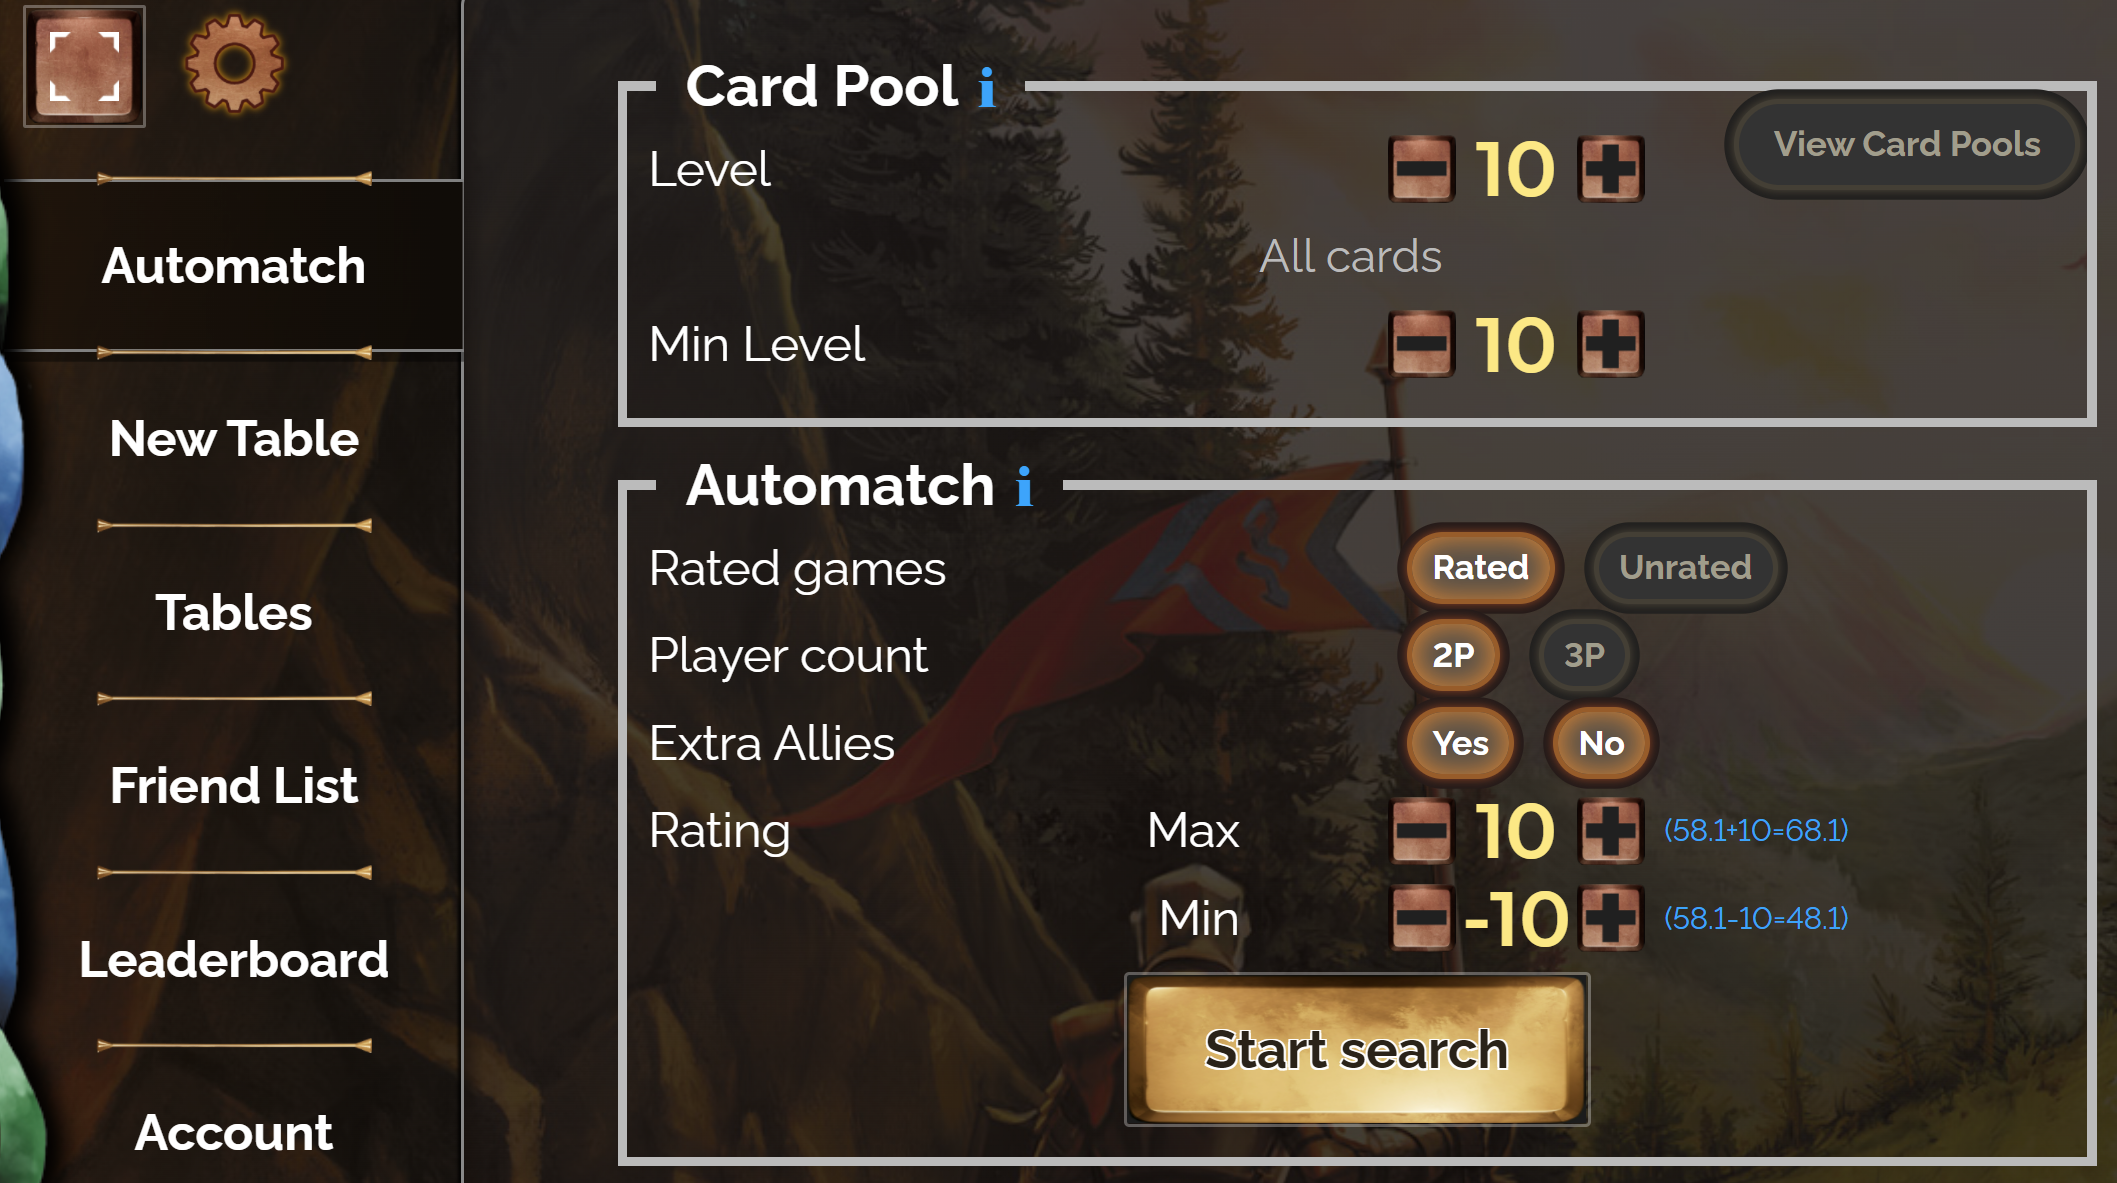 Automatch
New Table
Tables
Friend List
Leaderboard
Account
Card Pool i
Level 10 View Card Pools
All cards
Min Level 10
Automatch i
Rated games Rated Unrated
Player count 2P 3P
Extra Allies Yes No
Rating Max 10 (58.1+10=68.1)
Min -10 (58.1-10=48.1)
Start search